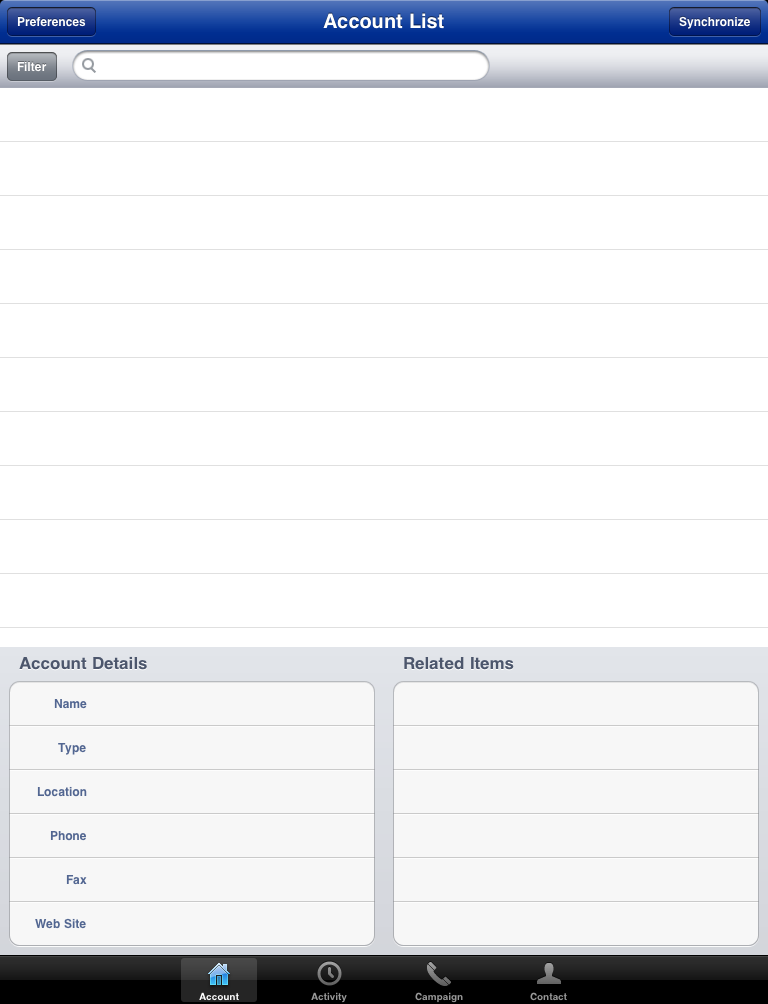 Preferences
Account List
Synchronize
Filter
Account Details
Related Items
Name
Type
Location
Phone
Fax
Web Site
Account
Activity
Campaign
Contact